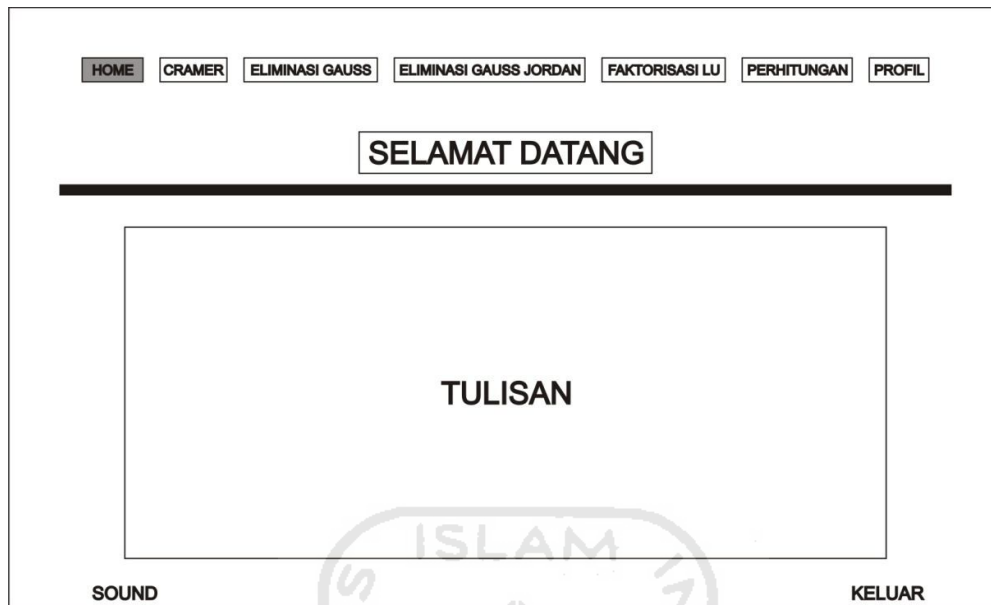 HOME CRAMER ELIMINASI GAUSS ELIMINASI GAUSS JORDAN FAKTORISASI LU PERHITUNGAN PROFIL
SELAMAT DATANG
TULISAN
ISLAM
SOUND KELUAR